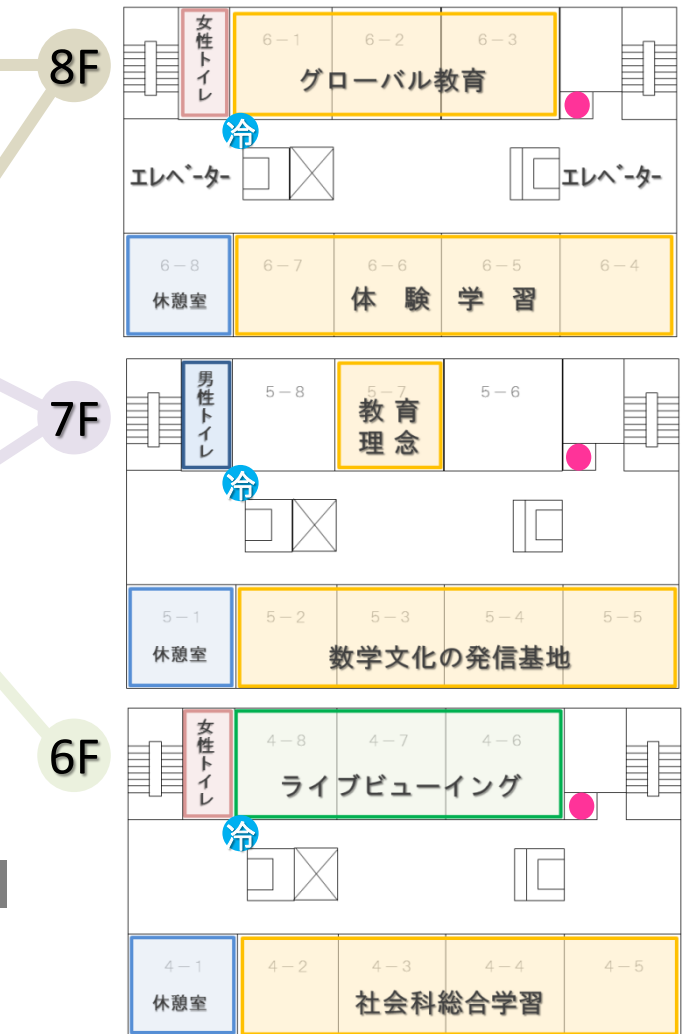 8F
女性トイレ
6-1 6-2 6-3
グローバル教育
冷
エレベーター エレベーター
6-8 6-7 6-6 6-5 6-4
休憩室 体験学習
7F
男性トイレ
5-8 5-7 5-6
教育
理念
冷
5-1 5-2 5-3 5-4 5-5
休憩室 数学文化の発信基地
6F
女性トイレ
4-8 4-7 4-6
ライブビューイング
冷
4-1 4-2 4-3 4-4 4-5
休憩室 社会科総合学習